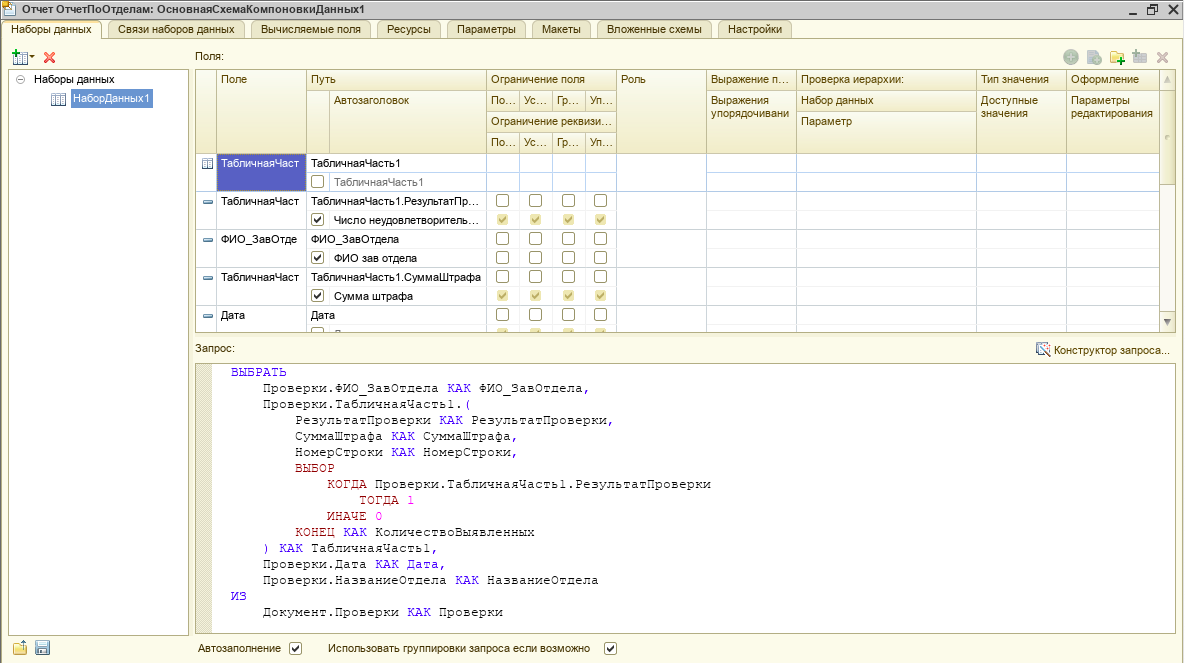 Отчет ОтчетПоОтделам: ОсновнаяСхемаКомпоновкиДанных1
Наборы данных Связи наборов данных Вычисляемые поля Ресурсы Параметры Макеты Вложенные схемы Настройки
Поля:
Наборы данных
НаборДанных1
Поле Путь Ограничение поля Роль Выражение п... Проверка иерархии: Тип значения Оформление
Автозаголовок По... Ус... Гр... Уп... Выражения упорядочивани Набор данных Доступные значения Параметры редактирования
Ограничение реквизи... Параметр
По... Ус... Гр... Уп...
ТабличнаяЧаст ТабличнаяЧасть1
ТабличнаяЧасть1
ТабличнаяЧаст ТабличнаяЧасть1.РезультатПр...
Число неудовлетворитель...
ФИО_ЗавОтде ФИО_ЗавОтдела
ФИО зав отдела
ТабличнаяЧаст ТабличнаяЧасть1.СуммаШтрафа
Сумма штрафа
Дата Дата
Запрос: Конструктор запроса...
ВЫБРАТЬ
Проверки.ФИО_ЗавОтдела КАК ФИО_ЗавОтдела,
Проверки.ТабличнаяЧасть1.(
РезультатПроверки КАК РезультатПроверки,
СуммаШтрафа КАК СуммаШтрафа,
НомерСтроки КАК НомерСтроки,
ВЫБОР
КОГДА Проверки.ТабличнаяЧасть1.РезультатПроверки
ТОГДА 1
ИНАЧЕ 0
КОНЕЦ КАК КоличествоВыявленных
) КАК ТабличнаяЧасть1,
Проверки.Дата КАК Дата,
Проверки.НазваниеОтдела КАК НазваниеОтдела
ИЗ
Документ.Проверки КАК Проверки
Автозаполнение Использовать группировки запроса если возможно